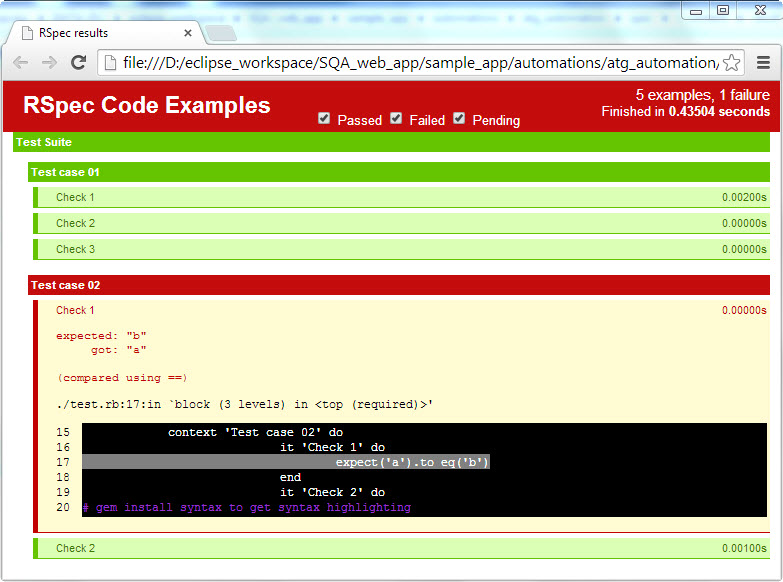 RSpec results
file:///D:/eclipse_workspace/SQA_web_app/sample_app/automations/atg_automation/
RSpec Code Examples
Passed Failed Pending
5 examples, 1 failure
Finished in 0.43504 seconds
Test Suite
Test case 01
Check 1 0.00200s
Check 2 0.00000s
Check 3 0.00000s
Test case 02
Check 1 0.00000s
expected: "b"
got: "a"
(compared using ==)
./test.rb:17:in `block (3 levels) in <top (required)>'
15 context 'Test case 02' do
16 it 'Check 1' do
17 expect('a').to eq('b')
18 end
19 it 'Check 2' do
20 # gem install syntax to get syntax highlighting
Check 2 0.00100s